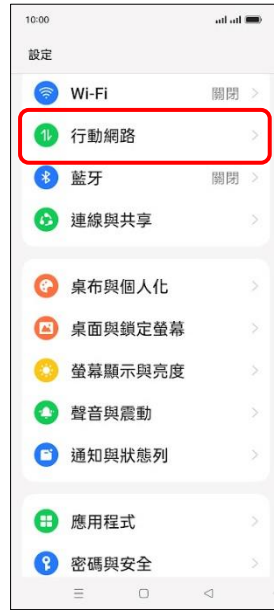 10:00
設定
Wi-Fi 關閉
行動網路
藍牙 關閉
連線與共享
桌布與個人化
桌面與鎖定螢幕
螢幕顯示與亮度
聲音與震動
通知與狀態列
應用程式
密碼與安全